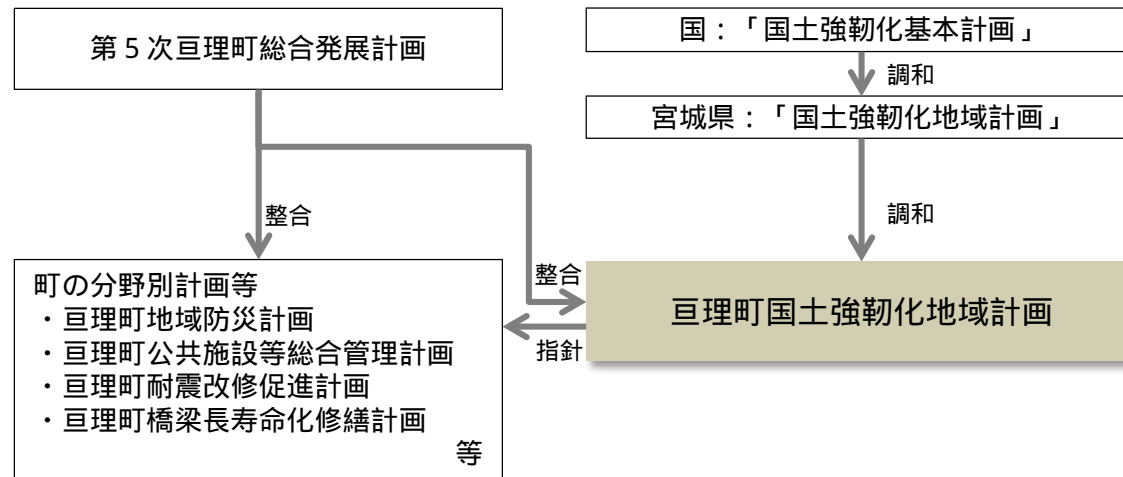 第5次亘理町総合発展計画
国：「国土強靭化基本計画」
調和
宮城県：「国土強靭化地域計画」
調和
整合
町の分野別計画等
・亘理町地域防災計画
・亘理町公共施設等総合管理計画
・亘理町耐震改修促進計画
・亘理町橋梁長寿命化修繕計画
等
整合
指針
亘理町国土強靭化地域計画